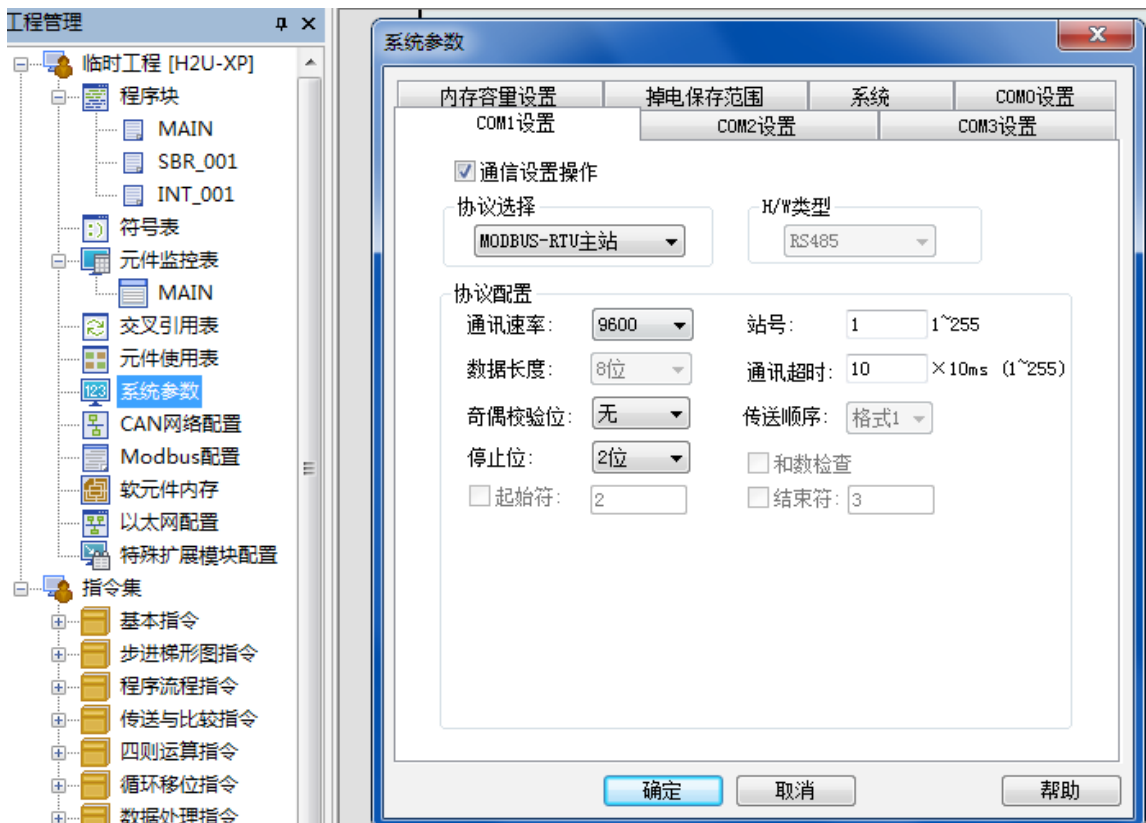 工程管理
临时工程 [H2U-XP]
程序块
MAIN
SBR_001
INT_001
符号表
元件监控表
MAIN
交叉引用表
元件使用表
系统参数
CAN网络配置
Modbus配置
软元件内存
以太网配置
特殊扩展模块配置
指令集
基本指令
步进梯形图指令
程序流程指令
传送与比较指令
四则运算指令
循环移位指令
数据处理指令
系统参数
内存容量设置 掉电保存范围 系统 COM0设置
COM1设置 COM2设置 COM3设置
通信设置操作
协议选择 H/W类型
MODBUS-RTU主站 RS485
协议配置
通讯速率: 9600 站号: 1 1~255
数据长度: 8位 通讯超时: 10 ×10ms (1~255)
奇偶校验位: 无 传送顺序: 格式1
停止位: 2位 和数检查
起始符: 2 结束符: 3
确定 取消 帮助